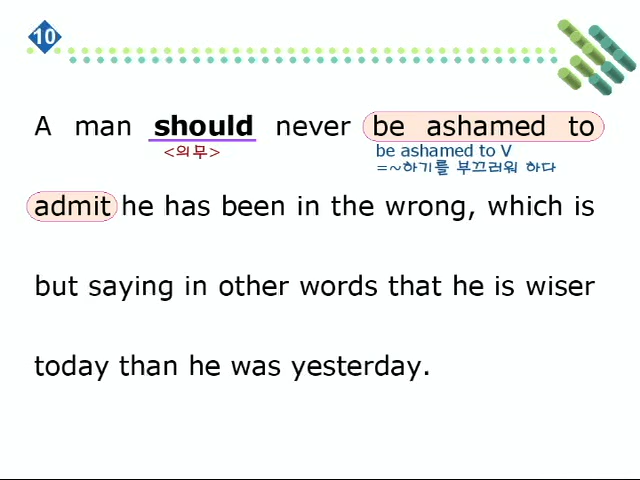 10
A man should never be ashamed to
<의무>
be ashamed to V
=~하기를 부끄러워 하다
admit he has been in the wrong, which is
but saying in other words that he is wiser
today than he was yesterday.